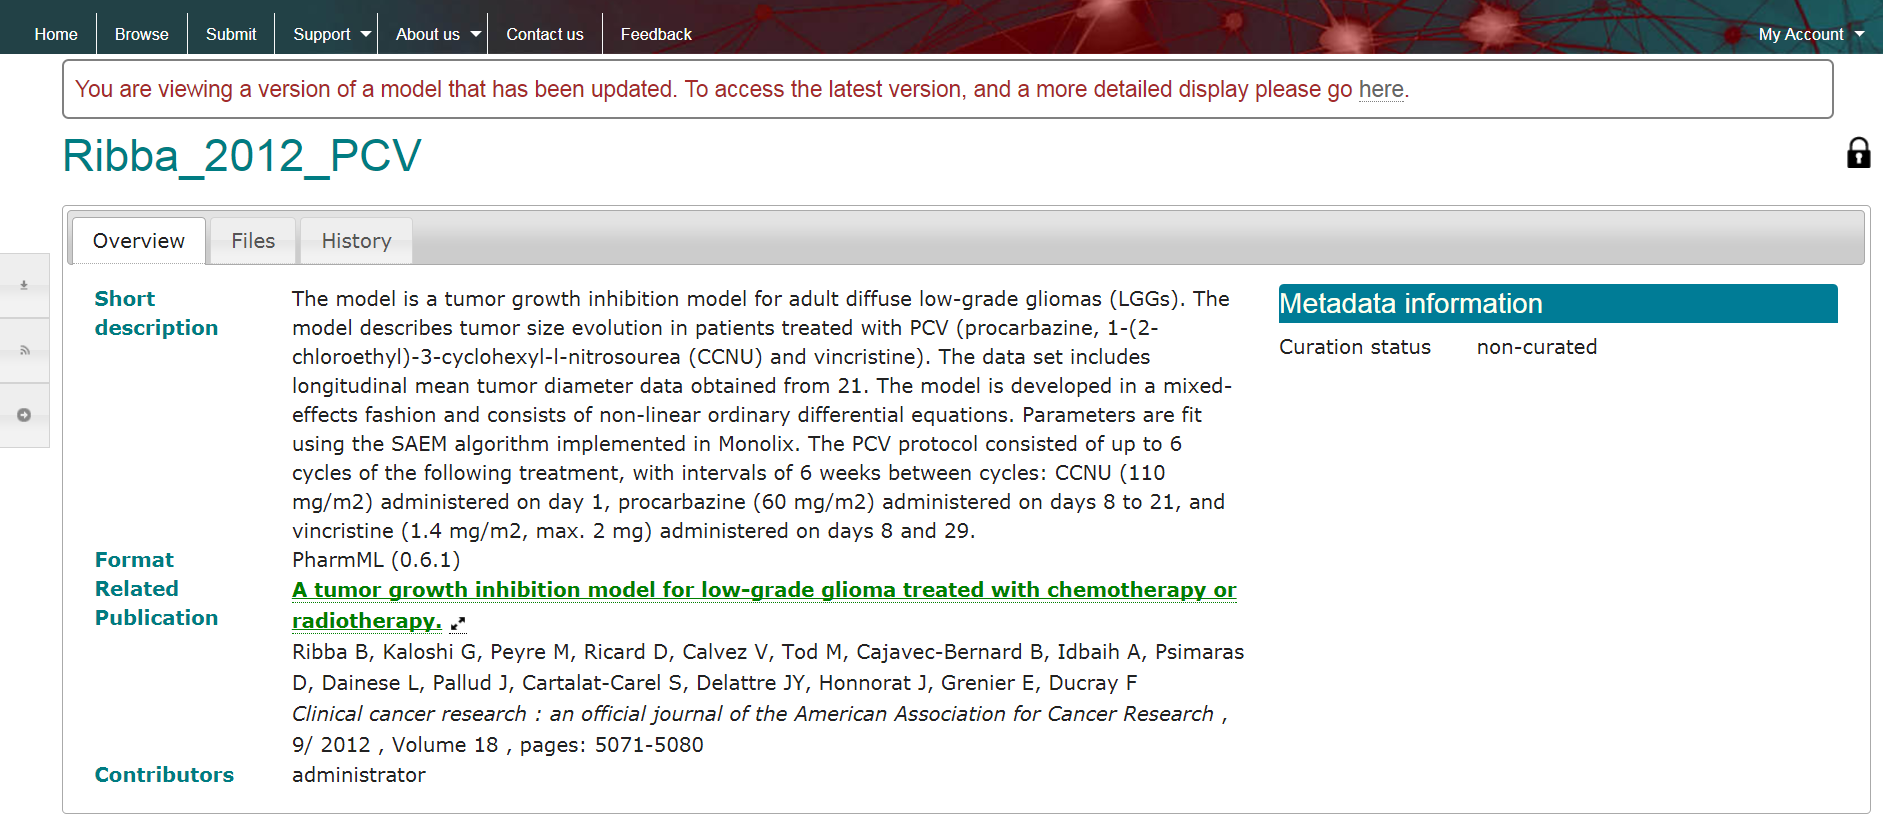 Home Browse Submit Support About us Contact us Feedback My Account
You are viewing a version of a model that has been updated. To access the latest version, and a more detailed display please go here.
Ribba_2012_PCV
Overview Files History
Short description
The model is a tumor growth inhibition model for adult diffuse low-grade gliomas (LGGs). The
model describes tumor size evolution in patients treated with PCV (procarbazine, 1-(2-
chloroethyl)-3-cyclohexyl-l-nitrosourea (CCNU) and vincristine). The data set includes
longitudinal mean tumor diameter data obtained from 21. The model is developed in a mixed-
effects fashion and consists of non-linear ordinary differential equations. Parameters are fit
using the SAEM algorithm implemented in Monolix. The PCV protocol consisted of up to 6
cycles of the following treatment, with intervals of 6 weeks between cycles: CCNU (110
mg/m2) administered on day 1, procarbazine (60 mg/m2) administered on days 8 to 21, and
vincristine (1.4 mg/m2, max. 2 mg) administered on days 8 and 29.
Format PharmML (0.6.1)
Related Publication
A tumor growth inhibition model for low-grade glioma treated with chemotherapy or
radiotherapy.
Ribba B, Kaloshi G, Peyre M, Ricard D, Calvez V, Tod M, Cajavec-Bernard B, Idbaih A, Psimaras
D, Dainese L, Pallud J, Cartalat-Carel S, Delattre JY, Honnorat J, Grenier E, Ducray F
Clinical cancer research : an official journal of the American Association for Cancer Research ,
9/ 2012 , Volume 18 , pages: 5071-5080
Contributors administrator
Metadata information
Curation status non-curated